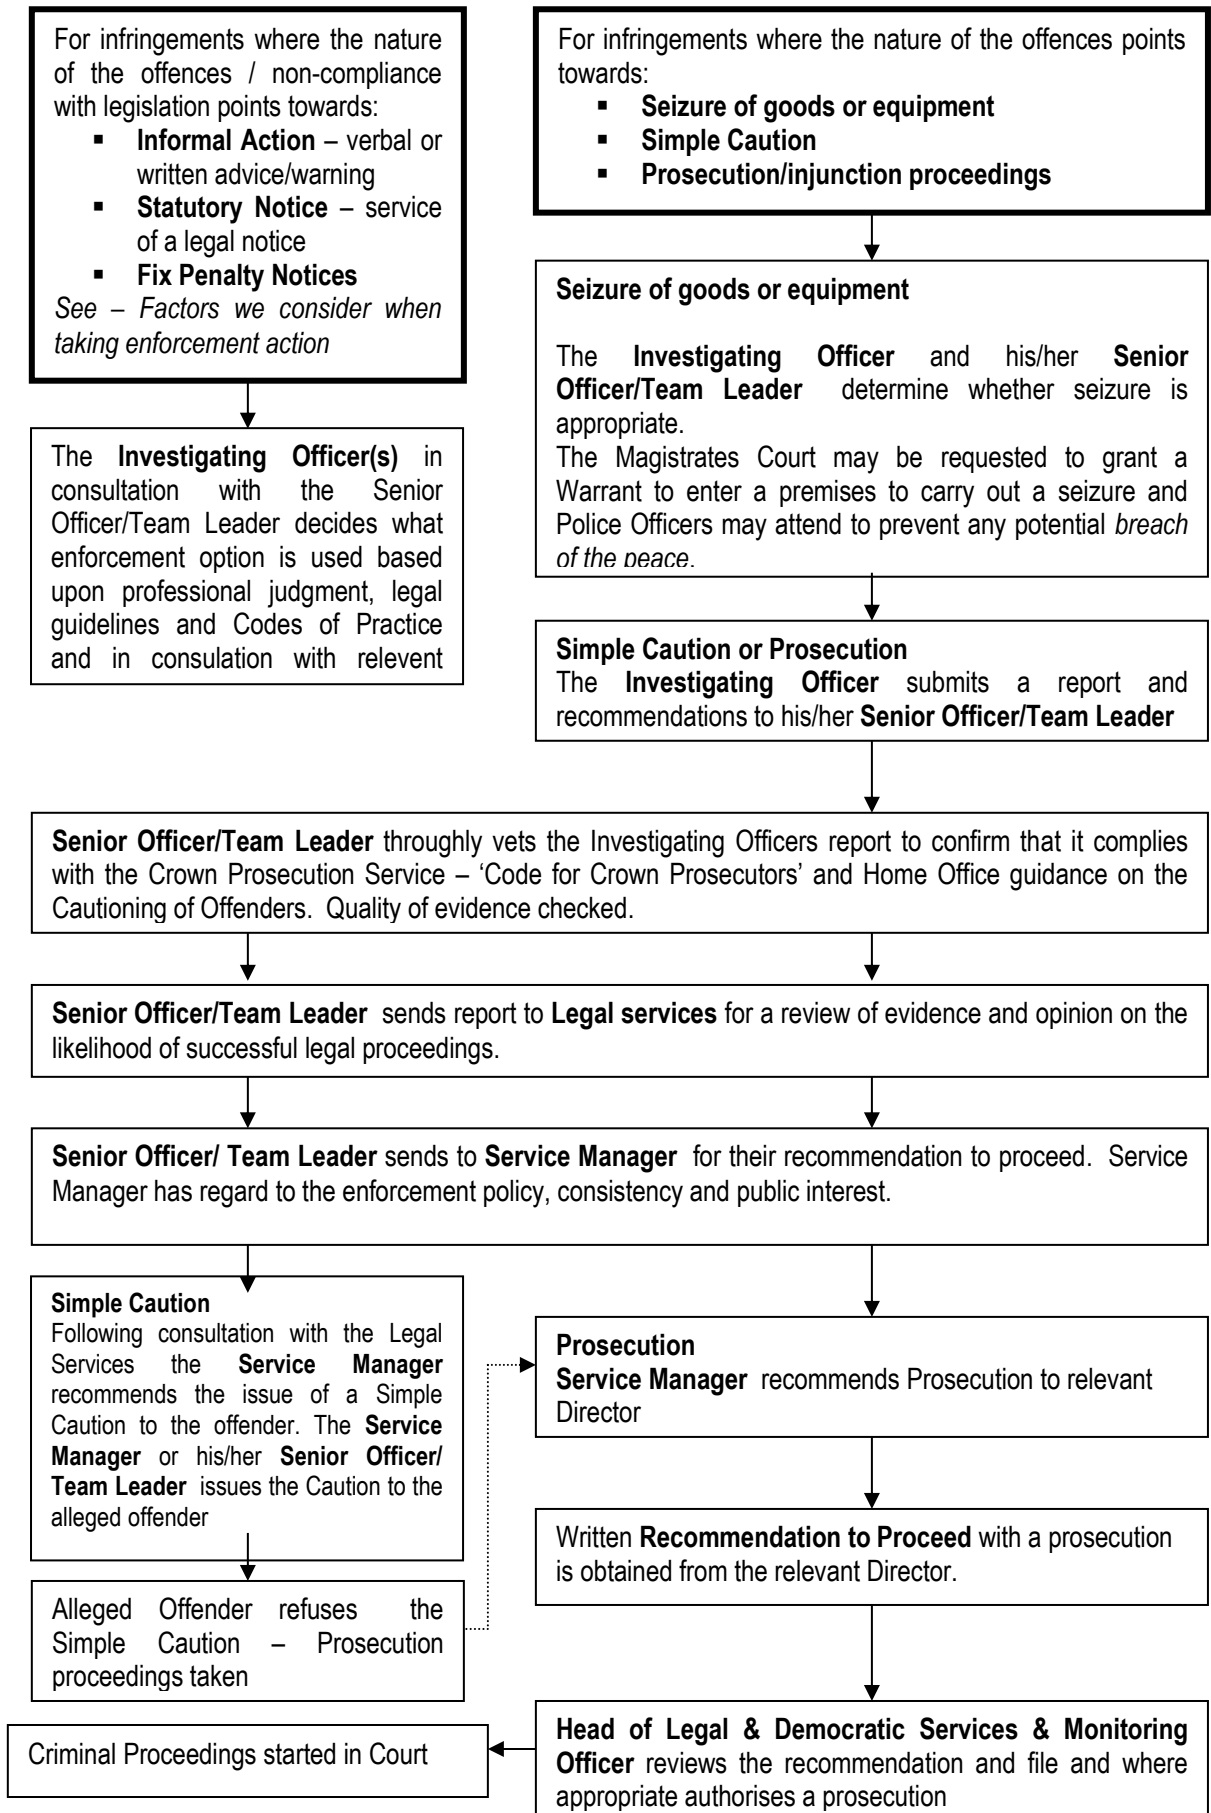 For infringements where the nature
of the offences / non-compliance
with legislation points towards:
▪ Informal Action – verbal or
written advice/warning
▪ Statutory Notice – service
of a legal notice
▪ Fix Penalty Notices
See – Factors we consider when
taking enforcement action
The Investigating Officer(s) in
consultation with the Senior
Officer/Team Leader decides what
enforcement option is used based
upon professional judgment, legal
guidelines and Codes of Practice
and in consulation with relevent
For infringements where the nature of the offences points
towards:
▪ Seizure of goods or equipment
▪ Simple Caution
▪ Prosecution/injunction proceedings
Seizure of goods or equipment
The Investigating Officer and his/her Senior
Officer/Team Leader determine whether seizure is
appropriate.
The Magistrates Court may be requested to grant a
Warrant to enter a premises to carry out a seizure and
Police Officers may attend to prevent any potential breach
of the peace.
Simple Caution or Prosecution
The Investigating Officer submits a report and
recommendations to his/her Senior Officer/Team Leader
Senior Officer/Team Leader throughly vets the Investigating Officers report to confirm that it complies
with the Crown Prosecution Service – 'Code for Crown Prosecutors' and Home Office guidance on the
Cautioning of Offenders. Quality of evidence checked.
Senior Officer/Team Leader sends report to Legal services for a review of evidence and opinion on the
likelihood of successful legal proceedings.
Senior Officer/ Team Leader sends to Service Manager for their recommendation to proceed. Service
Manager has regard to the enforcement policy, consistency and public interest.
Simple Caution
Following consultation with the Legal
Services the Service Manager
recommends the issue of a Simple
Caution to the offender. The Service
Manager or his/her Senior Officer/
Team Leader issues the Caution to the
alleged offender
Alleged Offender refuses the
Simple Caution – Prosecution
proceedings taken
Prosecution
Service Manager recommends Prosecution to relevant
Director
Written Recommendation to Proceed with a prosecution
is obtained from the relevant Director.
Head of Legal & Democratic Services & Monitoring
Officer reviews the recommendation and file and where
appropriate authorises a prosecution
Criminal Proceedings started in Court